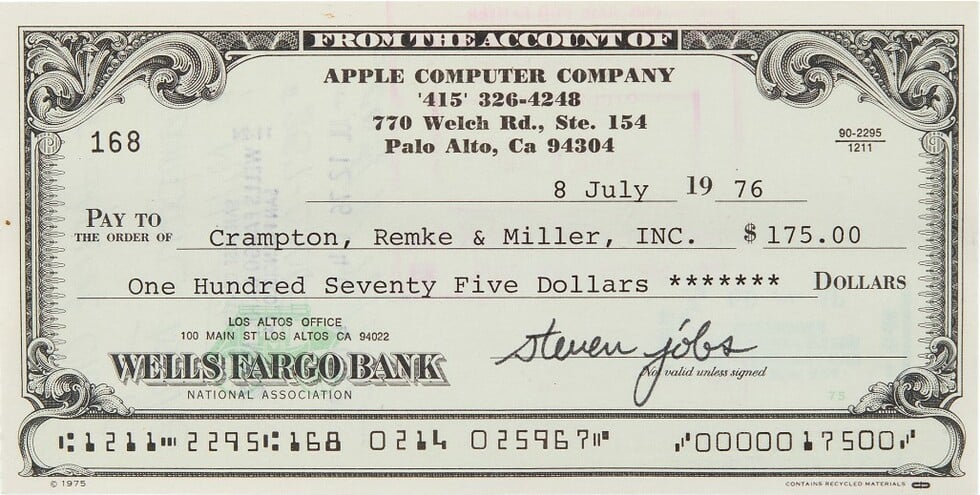 FROM THE ACCOUNT OF
APPLE COMPUTER COMPANY
'415' 326-4248
770 Welch Rd., Ste. 154
Palo Alto, Ca 94304
168
90-2295
1211
8 July 19 76
PAY TO
THE ORDER OF Crampton, Remke & Miller, INC. $ 175.00
One Hundred Seventy Five Dollars ******* DOLLARS
LOS ALTOS OFFICE
100 MAIN ST LOS ALTOS CA 94022
WELLS FARGO BANK
NATIONAL ASSOCIATION
steven jobs
Not valid unless signed
75
⑆1211⑉2295⑆168 0214 025967⑈ ⑇0000017500⑇
© 1975
CONTAINS RECYCLED MATERIALS